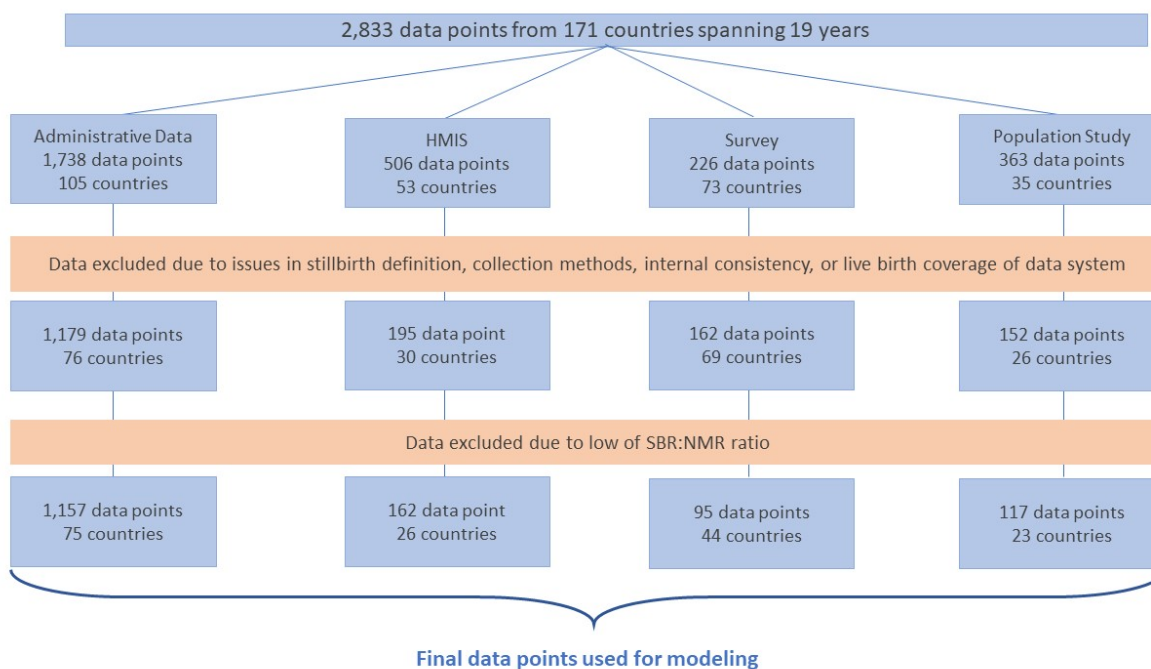 2,833 data points from 171 countries spanning 19 years
Administrative Data
1,738 data points
105 countries
HMIS
506 data points
53 countries
Survey
226 data points
73 countries
Population Study
363 data points
35 countries
Data excluded due to issues in stillbirth definition, collection methods, internal consistency, or live birth coverage of data system
1,179 data points
76 countries
195 data point
30 countries
162 data points
69 countries
152 data points
26 countries
Data excluded due to low of SBR:NMR ratio
1,157 data points
75 countries
162 data point
26 countries
95 data points
44 countries
117 data points
23 countries
Final data points used for modeling